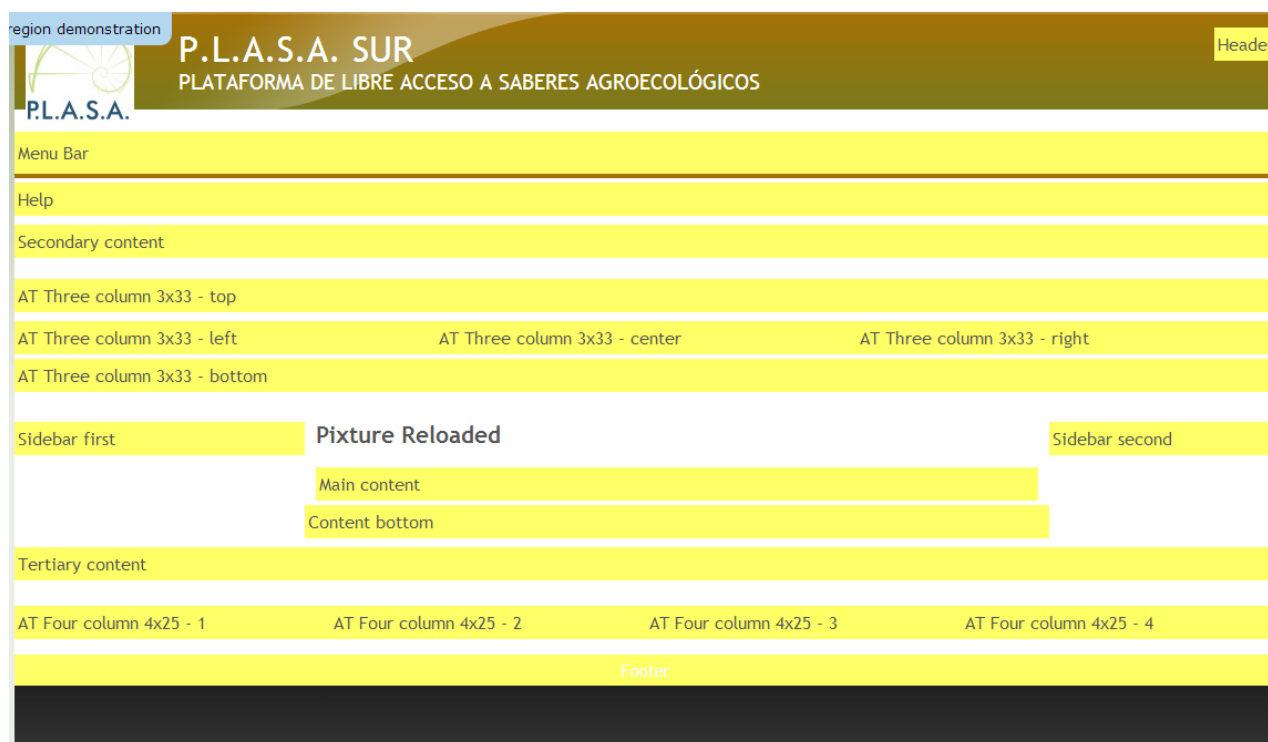 egion demonstration
P.L.A.S.A. SUR
PLATAFORMA DE LIBRE ACCESO A SABERES AGROECOLÓGICOS
Heade
P.L.A.S.A.
Menu Bar
Help
Secondary content
AT Three column 3x33 - top
AT Three column 3x33 - left AT Three column 3x33 - center AT Three column 3x33 - right
AT Three column 3x33 - bottom
Sidebar first Pixture Reloaded Sidebar second
Main content
Content bottom
Tertiary content
AT Four column 4x25 - 1 AT Four column 4x25 - 2 AT Four column 4x25 - 3 AT Four column 4x25 - 4
Footer